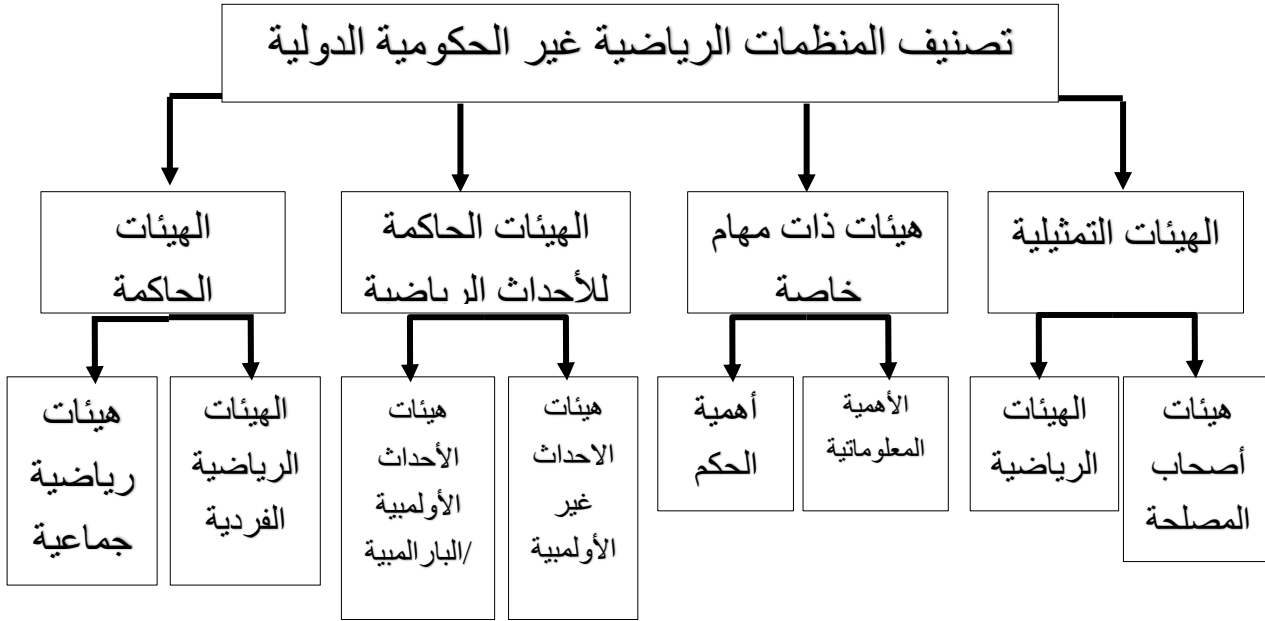 تصنيف المنظمات الرياضية غير الحكومية الدولية
الهيئات التمثيلية
هيئات ذات مهام
خاصة
الهيئات الحاكمة
للأحداث الرياضية
الهيئات
الحاكمة
هيئات
أصحاب
المصلحة
الهيئات
الرياضية
الأهمية
المعلوماتية
أهمية
الحكم
هيئات
الاحداث
غير
الأولمبية
هيئات
الأحداث
الأولمبية
/البارالمبية
الهيئات
الرياضية
الفردية
هيئات
رياضية
جماعية